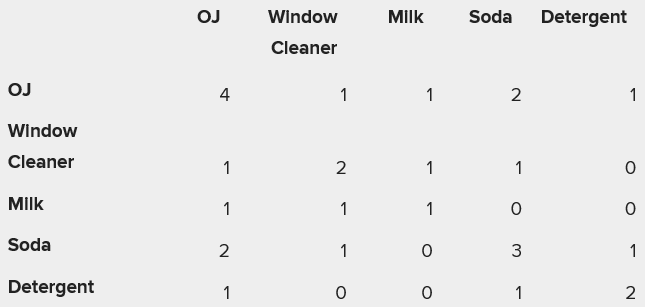 OJ Window Milk Soda Detergent
Cleaner
OJ 4 1 1 2 1
Window
Cleaner 1 2 1 1 0
Milk 1 1 1 0 0
Soda 2 1 0 3 1
Detergent 1 0 0 1 2